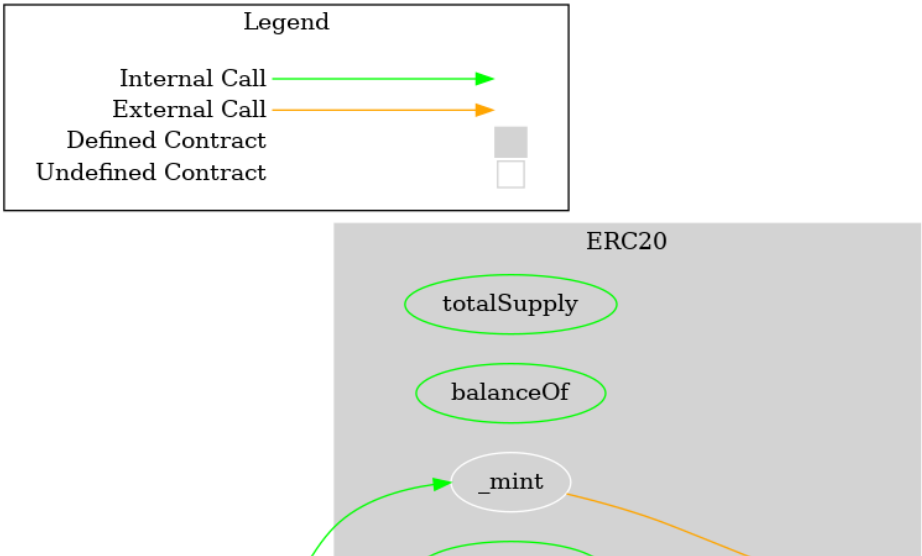 Legend
Internal Call
External Call
Defined Contract
Undefined Contract
ERC20
totalSupply
balanceOf
_mint